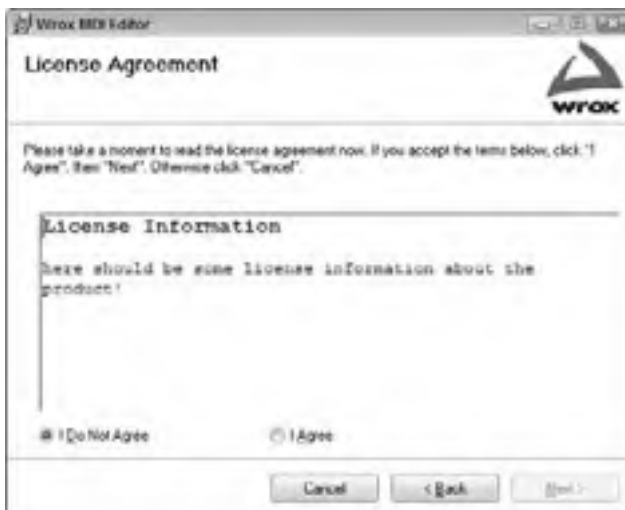 Wrox MDI Editor
License Agreement
wrox
Please take a moment to read the license agreement now. If you accept the terms below, click "I
Agree", then "Next". Otherwise click "Cancel".
License Information
here should be some license information about the
product!
I Do Not Agree
I Agree
Cancel
< Back
Next >